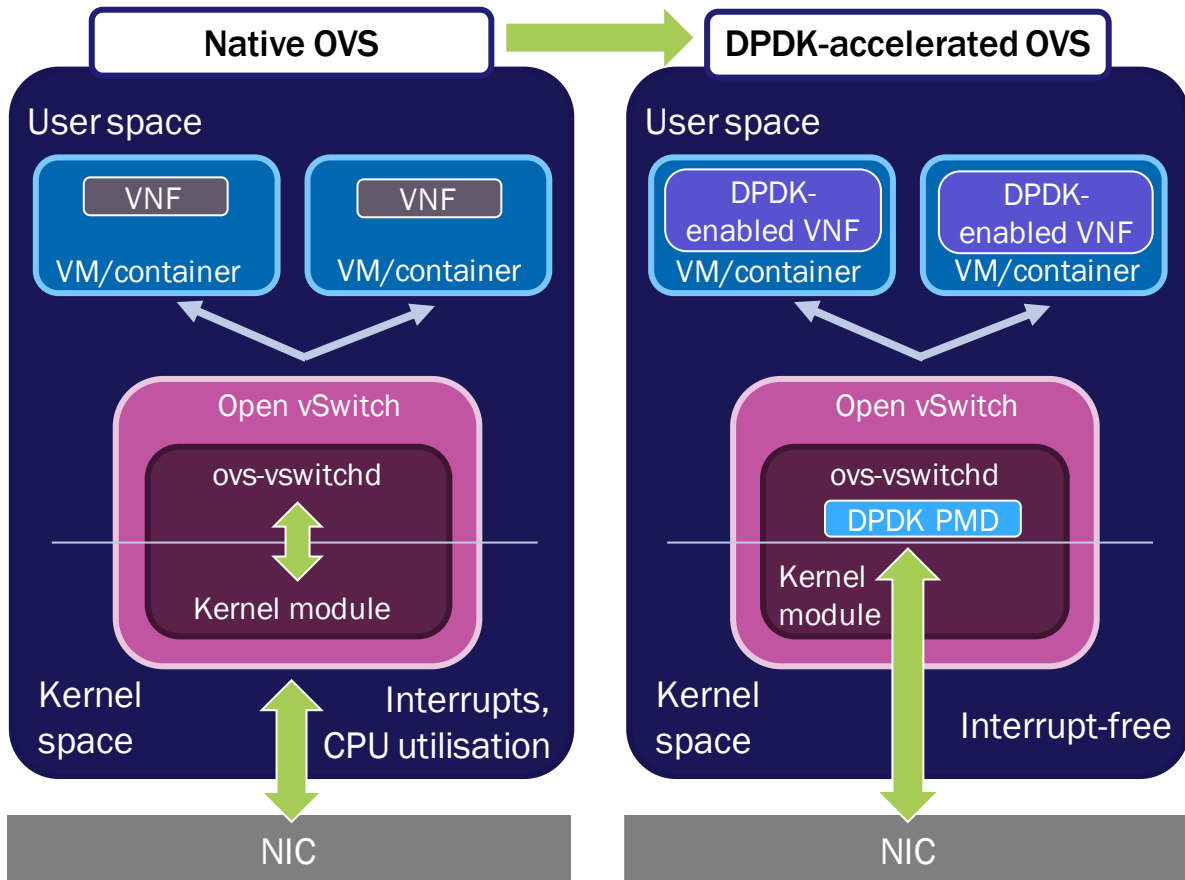 Native OVS
User space
VNF
VM/container
VNF
VM/container
Open vSwitch
ovs-vswitchd
Kernel module
Kernel
space
Interrupts,
CPU utilisation
NIC
DPDK-accelerated OVS
User space
DPDK-
enabled VNF
VM/container
DPDK-
enabled VNF
VM/container
Open vSwitch
ovs-vswitchd
DPDK PMD
Kernel
module
Kernel
space
Interrupt-free
NIC